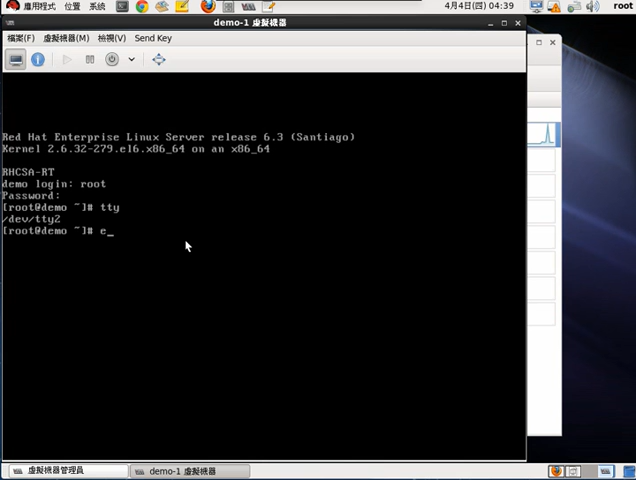 應用程式 位置 系統
4月4日(四) 04:39
root
demo-1 虛擬機器
檔案(F) 虛擬機器(M) 檢視(V) Send Key
Red Hat Enterprise Linux Server release 6.3 (Santiago)
Kernel 2.6.32-279.el6.x86_64 on an x86_64
RHCSA-RT
demo login: root
Password:
[root@demo ~]# tty
/dev/tty2
[root@demo ~]# e_
虛擬機器管理員
demo-1 虛擬機器